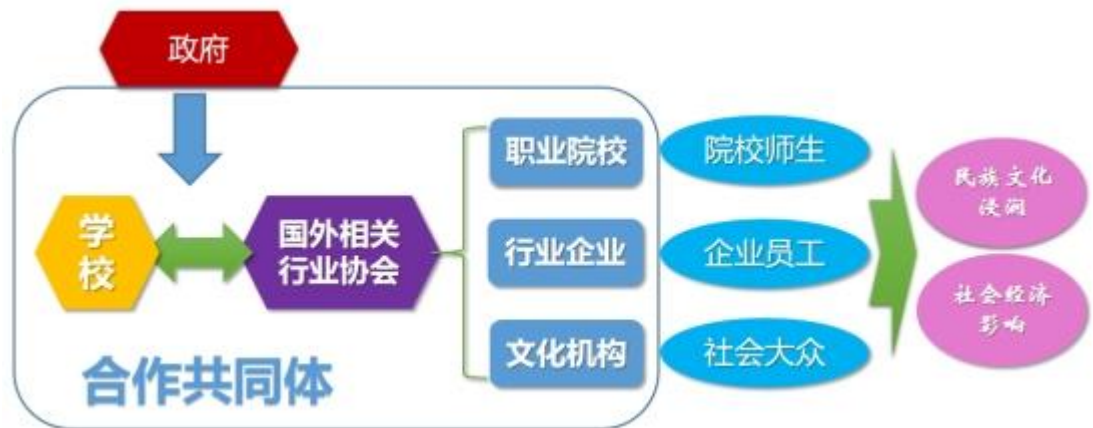 政府
学
校
国外相关
行业协会
职业院校
行业企业
文化机构
院校师生
企业员工
社会大众
民族文化
浸润
社会经济
影响
合作共同体